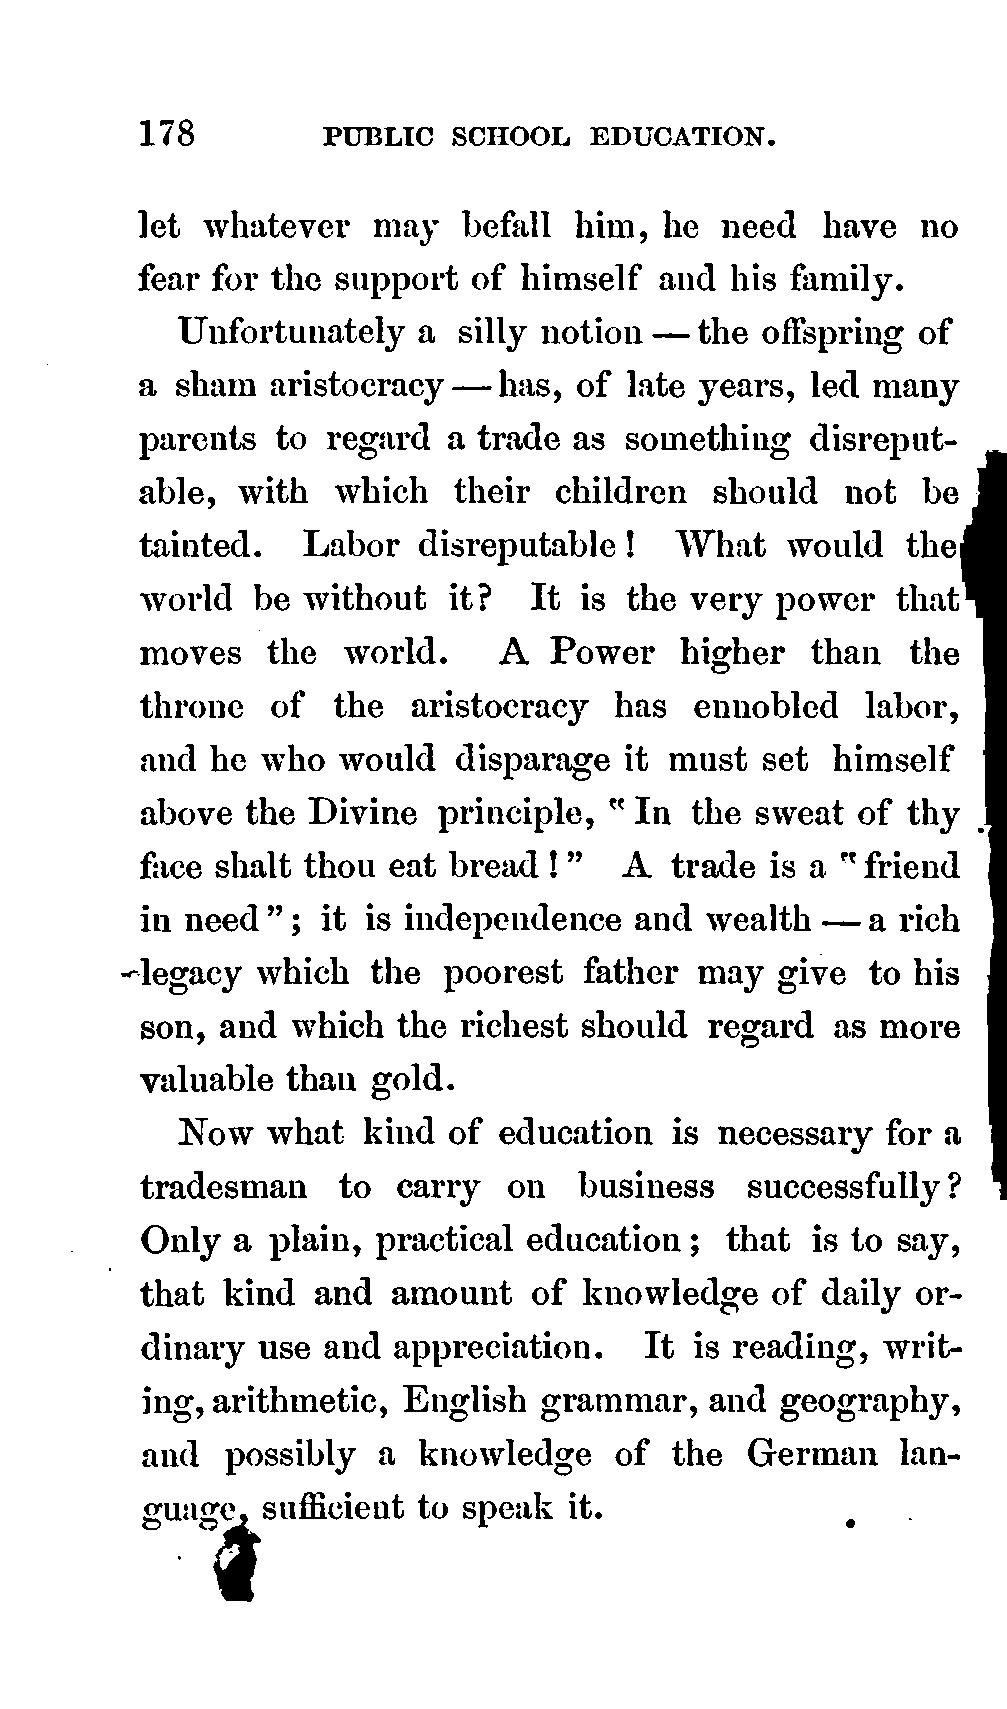 178 PUBLIC SCHOOL EDUCATION.
let whatever may befall him, he need have no
fear for the support of himself and his family.
Unfortunately a silly notion — the offspring of
a sham aristocracy — has, of late years, led many
parents to regard a trade as something disreput-
able, with which their children should not be
tainted. Labor disreputable! What would the
world be without it? It is the very power that
moves the world. A Power higher than the
throne of the aristocracy has ennobled labor,
and he who would disparage it must set himself
above the Divine principle, "In the sweat of thy
face shalt thou eat bread!" A trade is a "friend
in need"; it is independence and wealth — a rich
legacy which the poorest father may give to his
son, and which the richest should regard as more
valuable than gold.
Now what kind of education is necessary for a
tradesman to carry on business successfully?
Only a plain, practical education; that is to say,
that kind and amount of knowledge of daily or-
dinary use and appreciation. It is reading, writ-
ing, arithmetic, English grammar, and geography,
and possibly a knowledge of the German lan-
guage, sufficient to speak it.